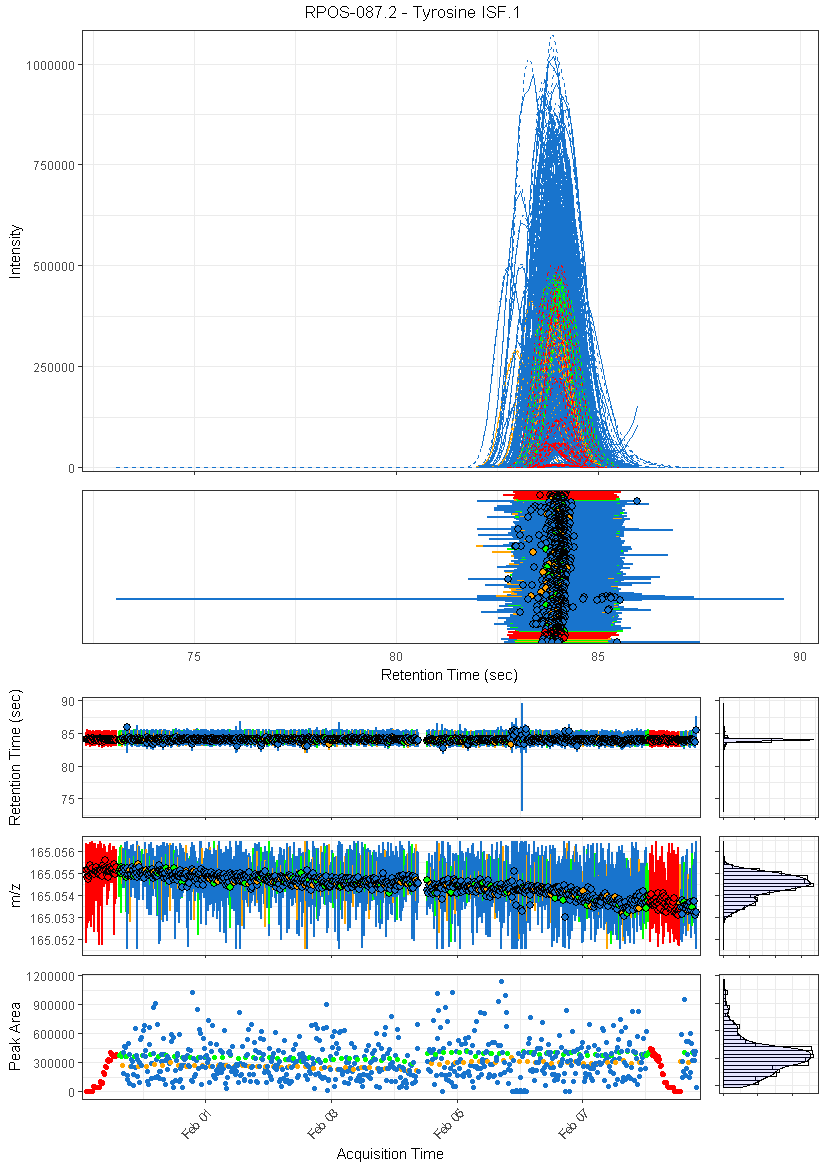 RPOS-087.2 - Tyrosine ISF.1
1000000
750000
500000
250000
0
Intensity
75 80 85 90
Retention Time (sec)
90
85
80
75
Retention Time (sec)
165.056
165.055
165.054
165.053
165.052
m/z
1200000
900000
600000
300000
0
Peak Area
Feb 01 Feb 03 Feb 05 Feb 07
Acquisition Time